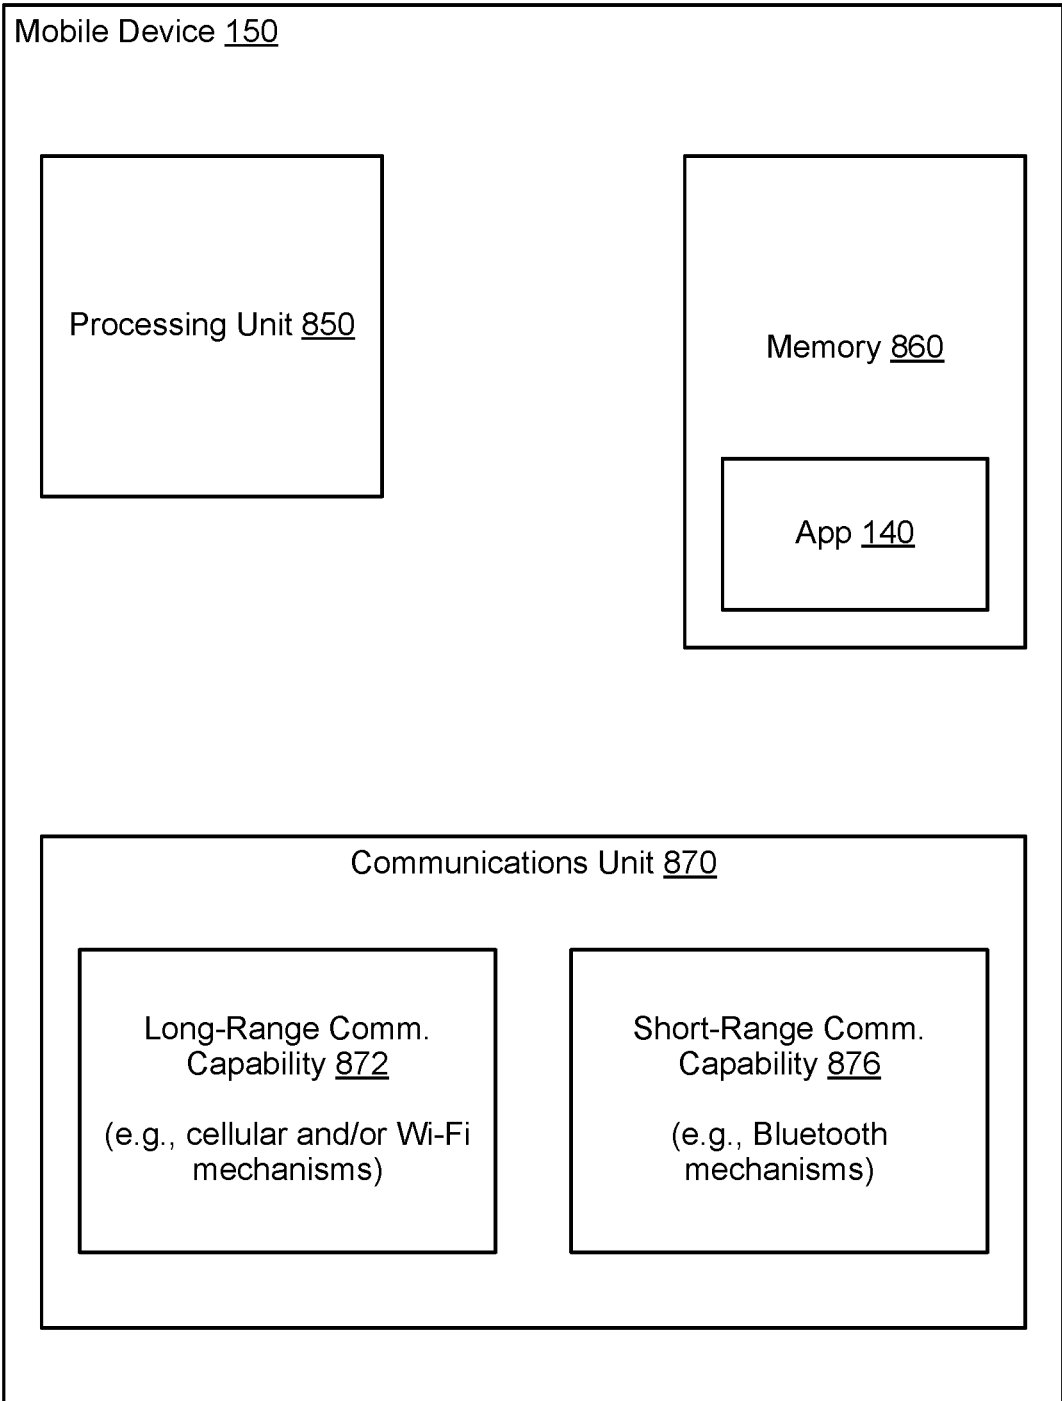 Mobile Device 150
Processing Unit 850
Memory 860
App 140
Communications Unit 870
Long-Range Comm.
Capability 872
(e.g., cellular and/or Wi-Fi
mechanisms)
Short-Range Comm.
Capability 876
(e.g., Bluetooth
mechanisms)